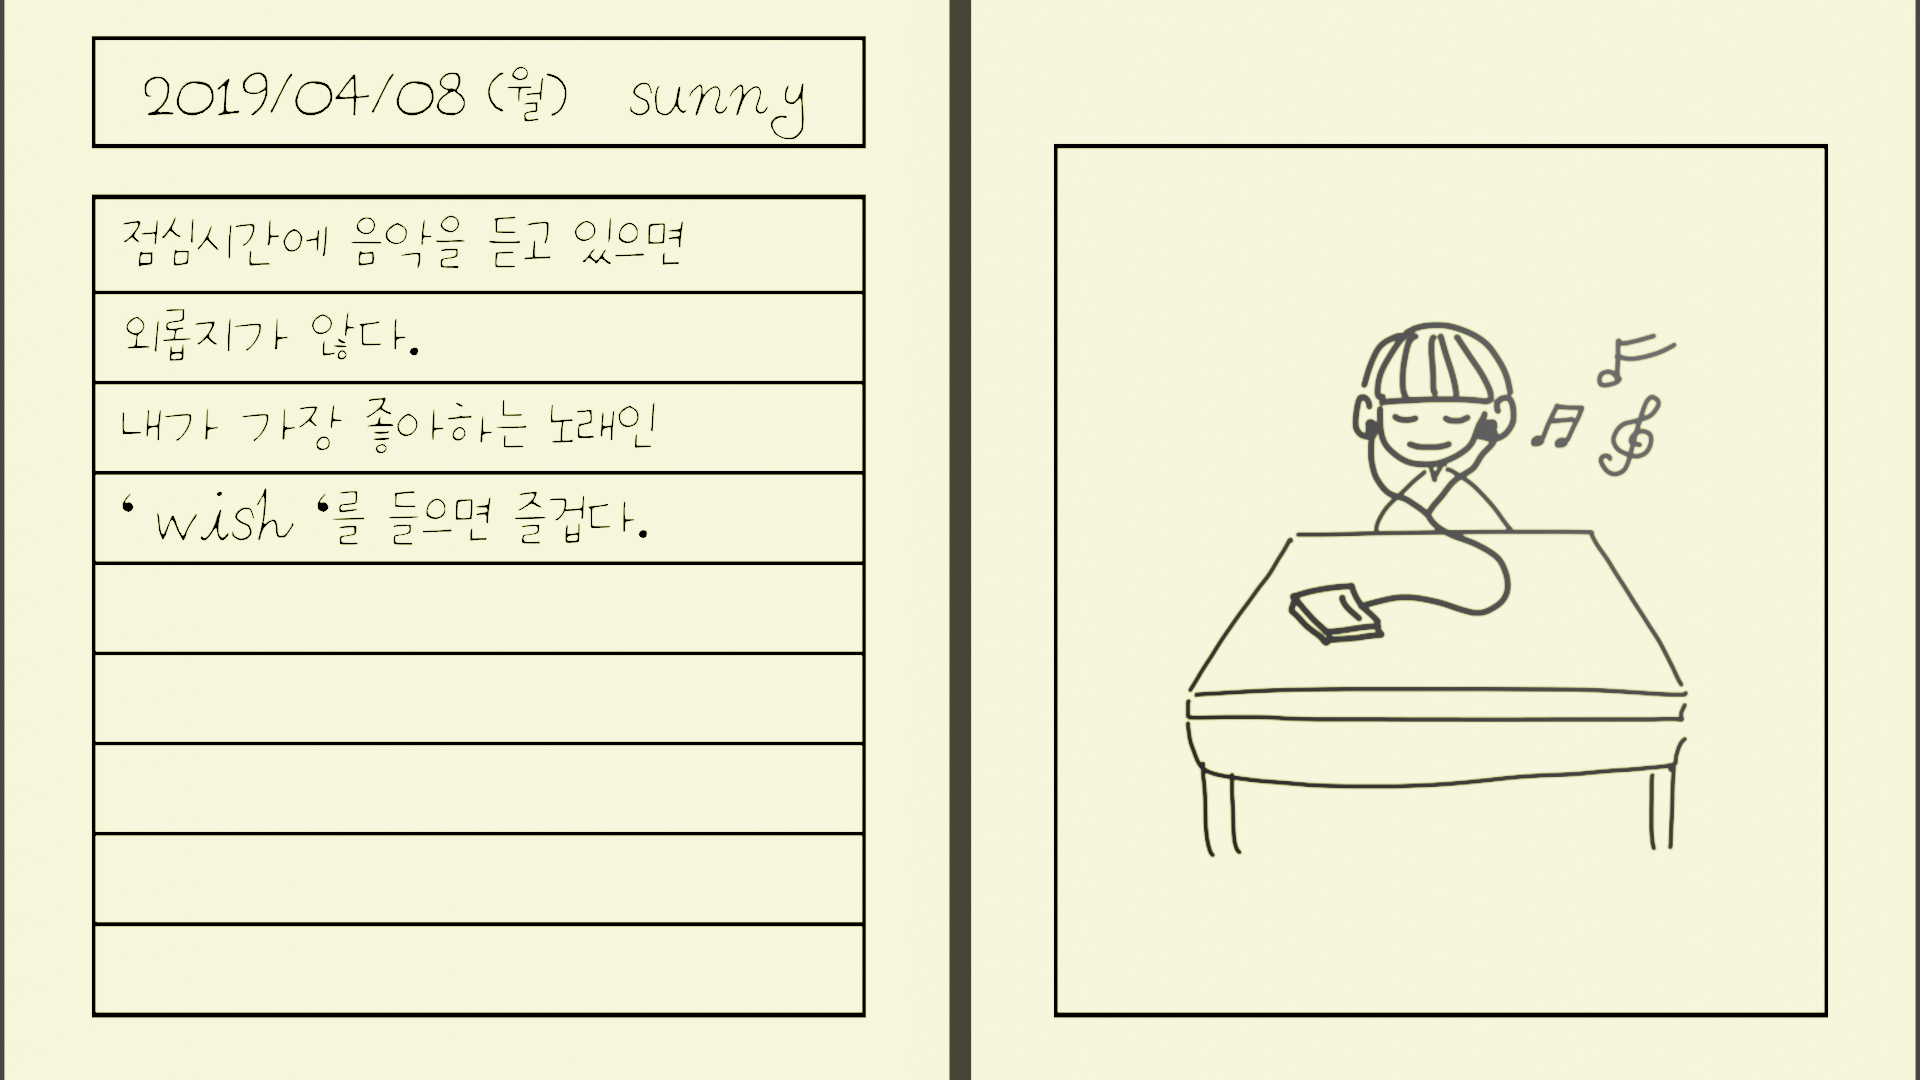 2019/04/08 (월) sunny
점심시간에 음악을 듣고 있으면
외롭지가 않다.
내가 가장 좋아하는 노래인
‘ wish ‘를 들으면 즐겁다.